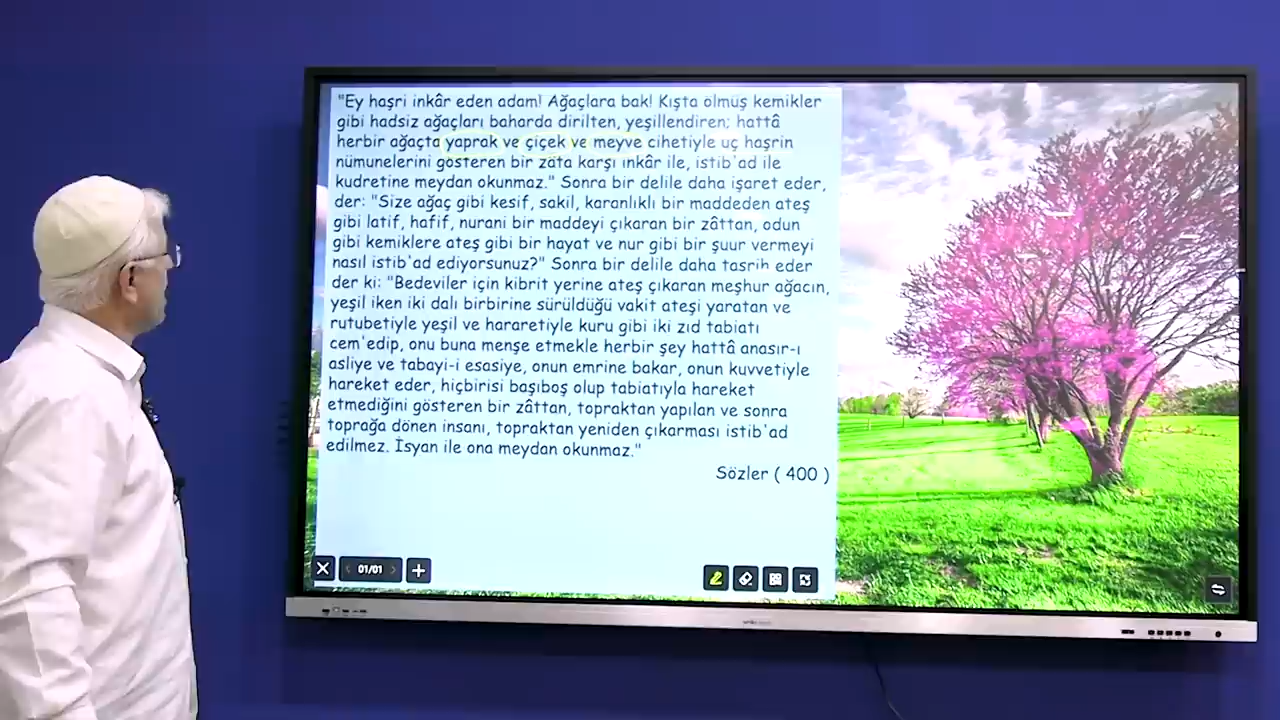 "Ey haşri inkâr eden adam! Ağaçlara bak! Kışta ölmüş kemikler
gibi hadsiz ağaçları baharda dirilten, yeşillendiren; hattâ
herbir ağaçta yaprak ve çiçek ve meyve cihetiyle üç haşrin
nümunelerini gösteren bir zâta karşı inkâr ile, istib'ad ile
kudretine meydan okunmaz." Sonra bir delile daha işaret eder,
der: "Size ağaç gibi kesif, sakil, karanlıklı bir maddeden ateş
gibi latif, hafif, nurani bir maddeyi çıkaran bir zâttan, odun
gibi kemiklere ateş gibi bir hayat ve nur gibi bir şuur vermeyi
nasıl istib'ad ediyorsunuz?" Sonra bir delile daha tasrih eder
der ki: "Bedeviler için kibrit yerine ateş çıkaran meşhur ağacın,
yeşil iken iki dalı birbirine sürüldüğü vakit ateşi yaratan ve
rutubetiyle yeşil ve hararetiyle kuru gibi iki zıd tabiatı
cem'edip, onu buna menşe etmekle herbir şey hattâ anasır-ı
asliye ve tabayi-i esasiye, onun emrine bakar, onun kuvvetiyle
hareket eder, hiçbirisi başıboş olup tabiatıyla hareket
etmediğini gösteren bir zâttan, topraktan yapılan ve sonra
toprağa dönen insanı, topraktan yeniden çıkarması istib'ad
edilmez. İsyan ile ona meydan okunmaz."
Sözler ( 400 )
01/01